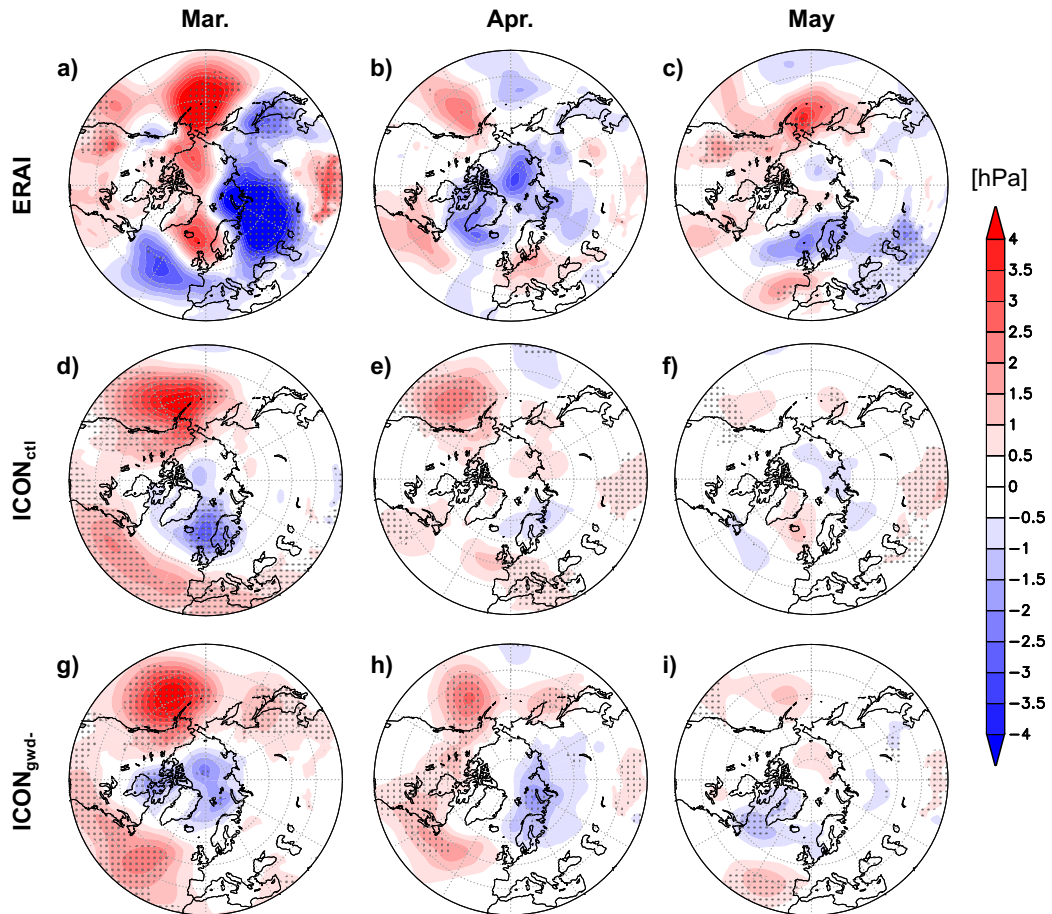 Mar. Apr. May
a) b) c)
ERAI
[hPa]
4
3.5
3
2.5
2
1.5
1
0.5
0
−0.5
−1
−1.5
−2
−2.5
−3
−3.5
−4
d) e) f)
ICONctl
g) h) i)
ICONgwd-